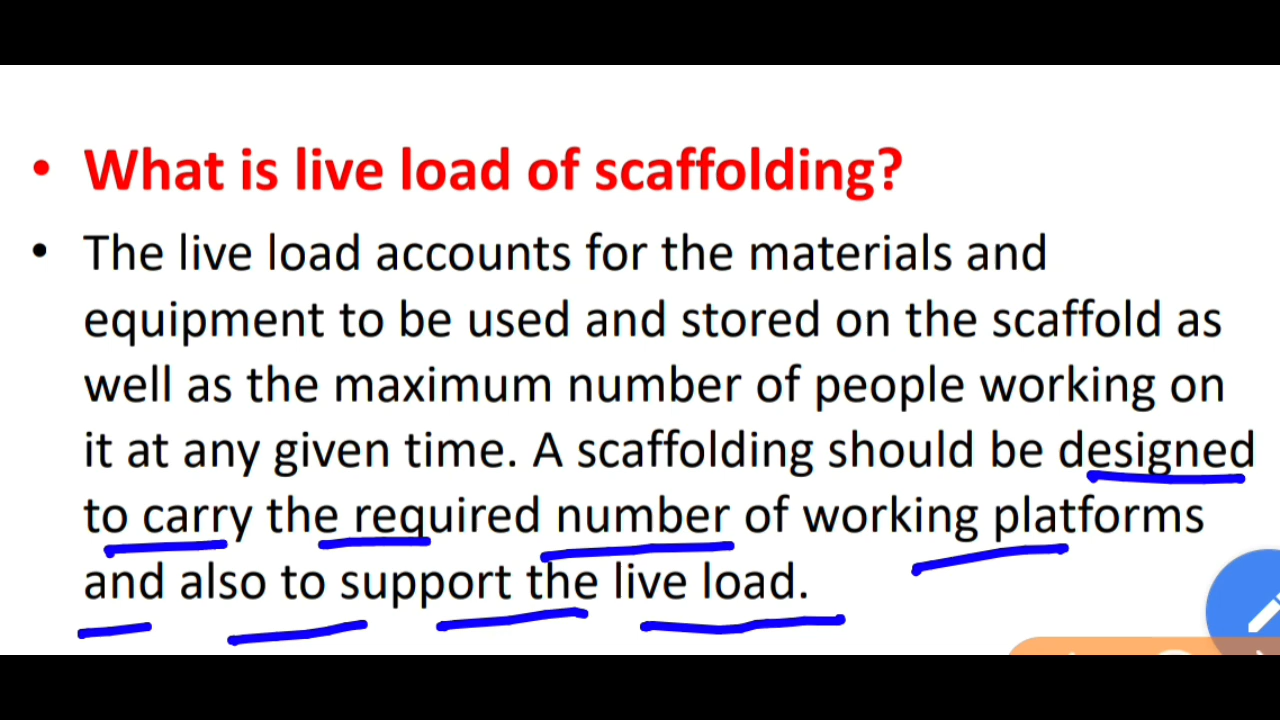 • What is live load of scaffolding?
• The live load accounts for the materials and
equipment to be used and stored on the scaffold as
well as the maximum number of people working on
it at any given time. A scaffolding should be designed
to carry the required number of working platforms
and also to support the live load.